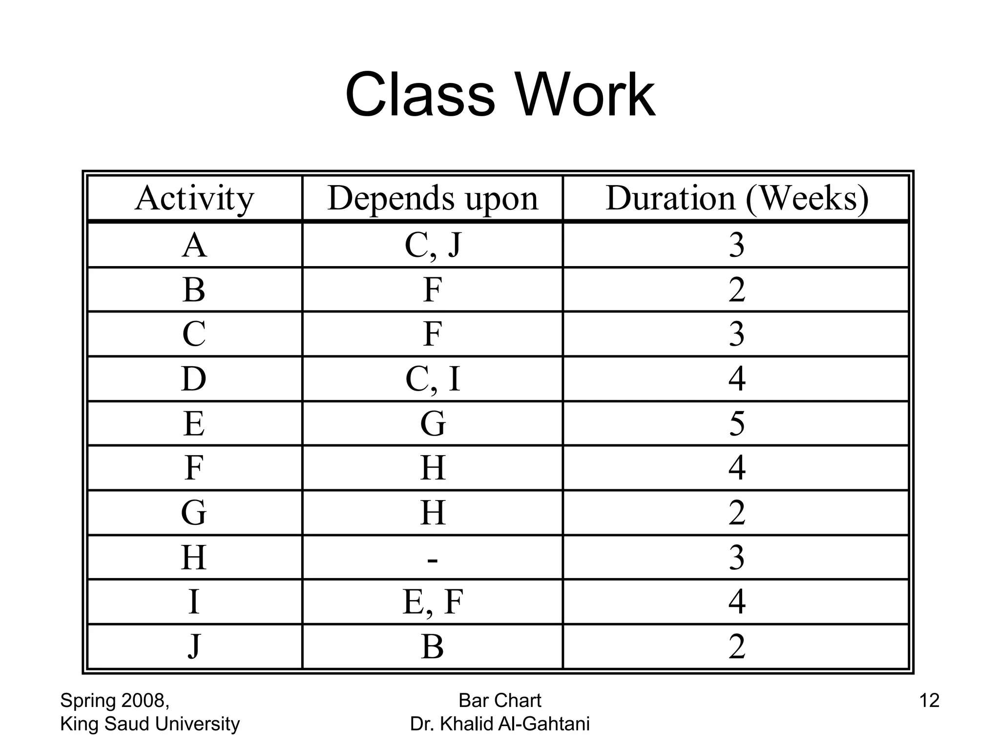 Class Work
Activity Depends upon Duration (Weeks)
A C, J 3
B F 2
C F 3
D C, I 4
E G 5
F H 4
G H 2
H - 3
I E, F 4
J B 2
Spring 2008,
King Saud University
Bar Chart
Dr. Khalid Al-Gahtani
12